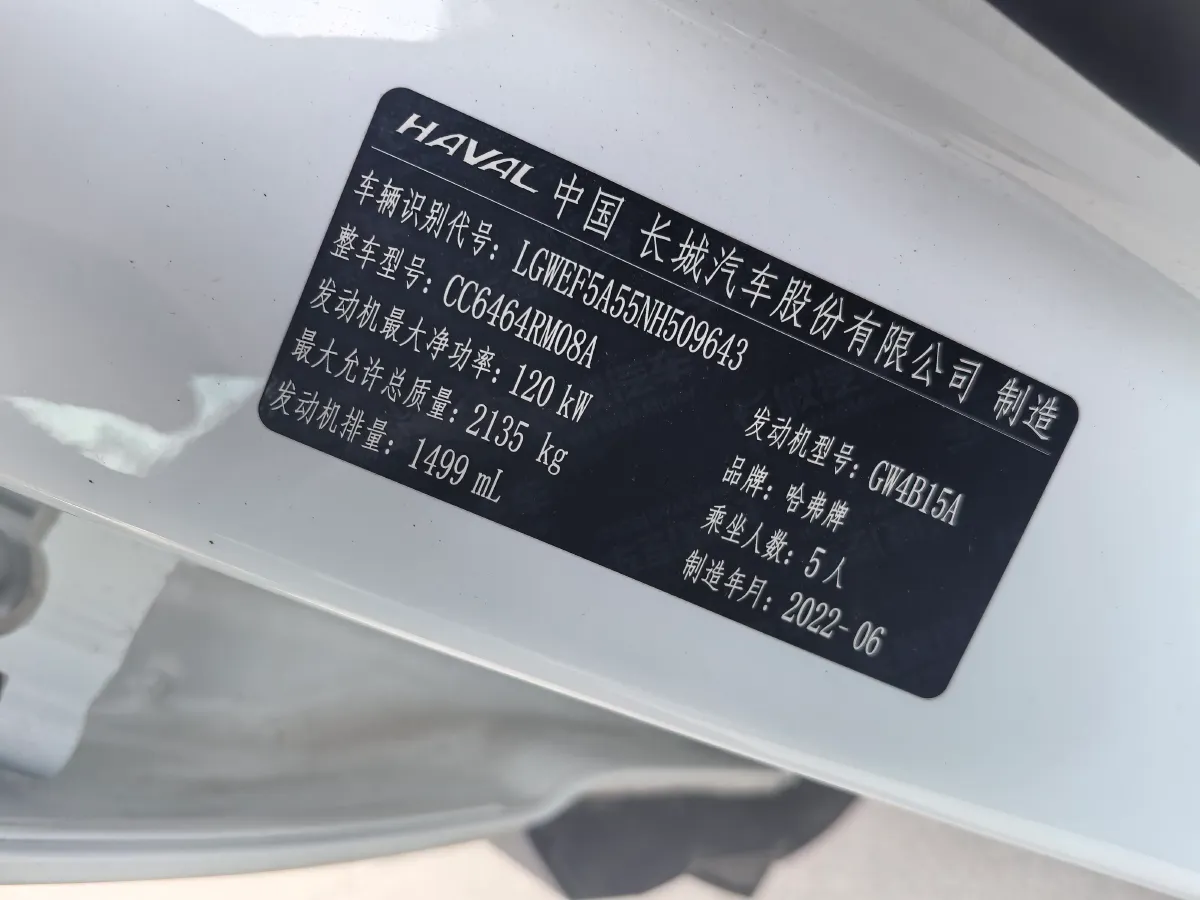 HAVAL 中国 长城汽车股份有限公司 制造
车辆识别代号：LGWEF5A55NH509643
整车型号：CC6464RM08A
发动机最大净功率：120 kW 发动机型号：GW4B15A
最大允许总质量：2135 kg 品牌：哈弗牌
发动机排量：1499 mL 乘坐人数：5人
制造年月：2022-06